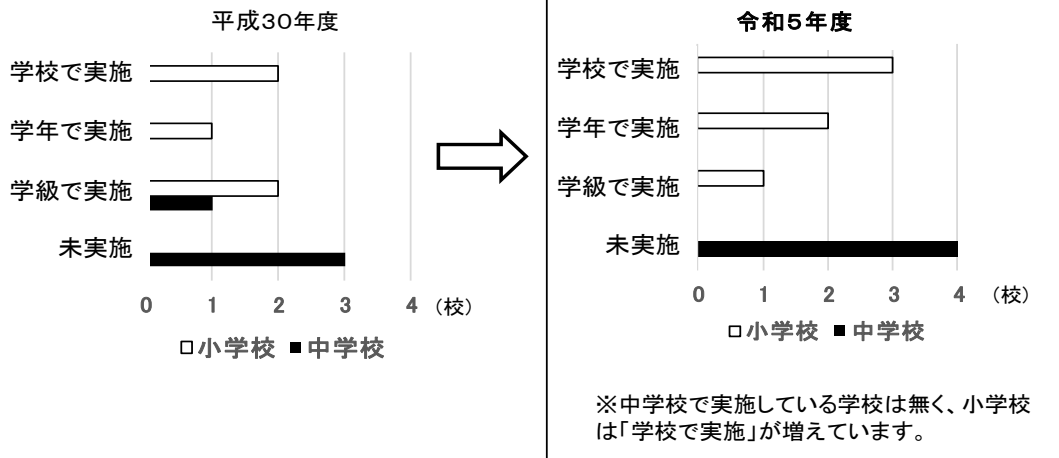 平成30年度
学校で実施
学年で実施
学級で実施
未実施
0 1 2 3 4 （校）
□小学校 ■中学校
令和5年度
学校で実施
学年で実施
学級で実施
未実施
0 1 2 3 4 （校）
□小学校 ■中学校
※中学校で実施している学校は無く、小学校
は「学校で実施」が増えています。